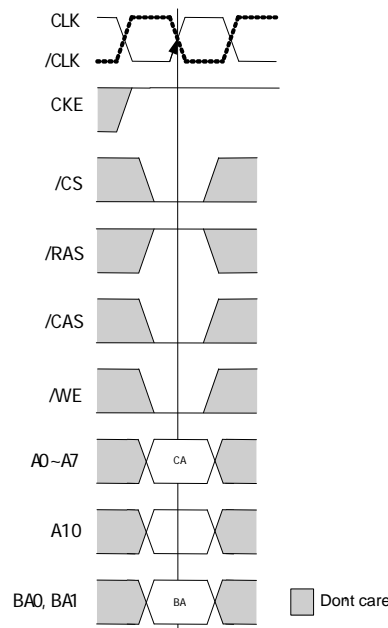 CLK
/CLK
CKE
/CS
/RAS
/CAS
/WE
A0~A7
CA
A10
BA0, BA1
BA
Dont care